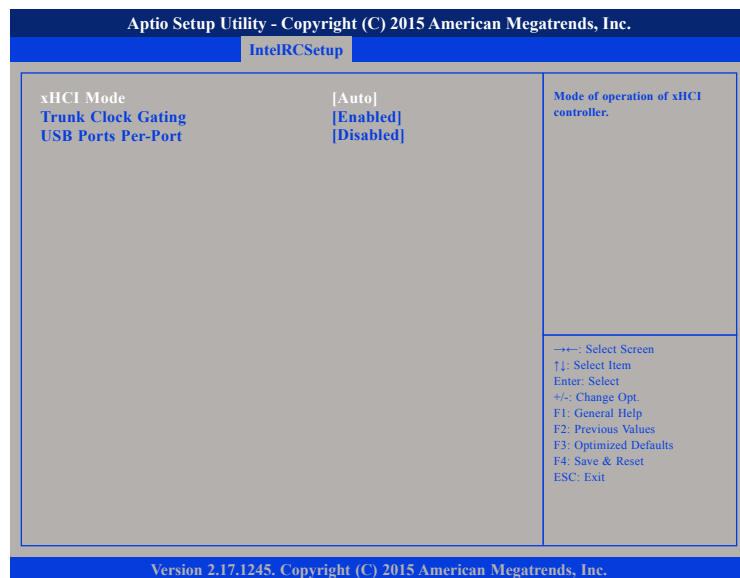 Aptio Setup Utility - Copyright (C) 2015 American Megatrends, Inc.
IntelRCSetup
xHCI Mode [Auto]
Trunk Clock Gating [Enabled]
USB Ports Per-Port [Disabled]
Mode of operation of xHCI
controller.
→←: Select Screen
↑↓: Select Item
Enter: Select
+/-: Change Opt.
F1: General Help
F2: Previous Values
F3: Optimized Defaults
F4: Save & Reset
ESC: Exit
Version 2.17.1245. Copyright (C) 2015 American Megatrends, Inc.